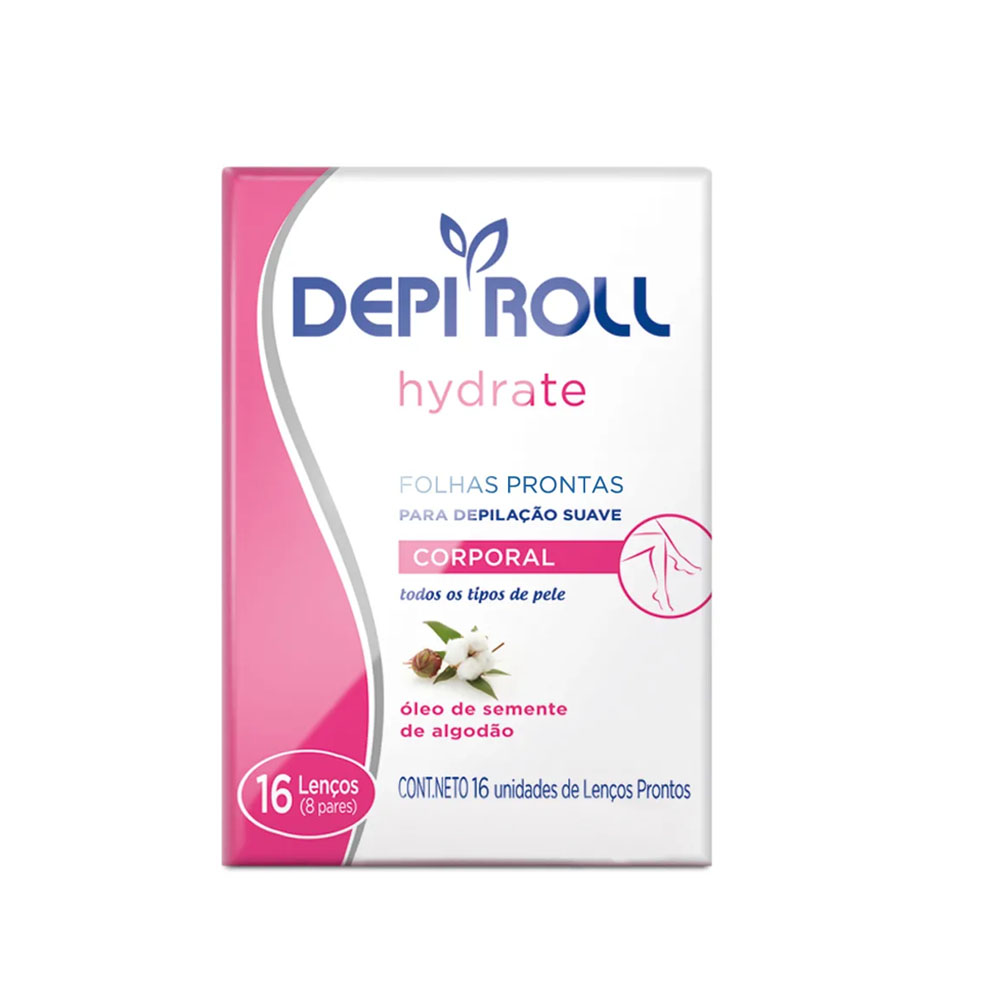 DEPI ROLL
hydrate
FOLHAS PRONTAS
PARA DEPILAÇÃO SUAVE
CORPORAL
todos os tipos de pele
óleo de semente
de algodão
16 Lenços
(8 pares)
CONT.NETO 16 unidades de Lenços Prontos